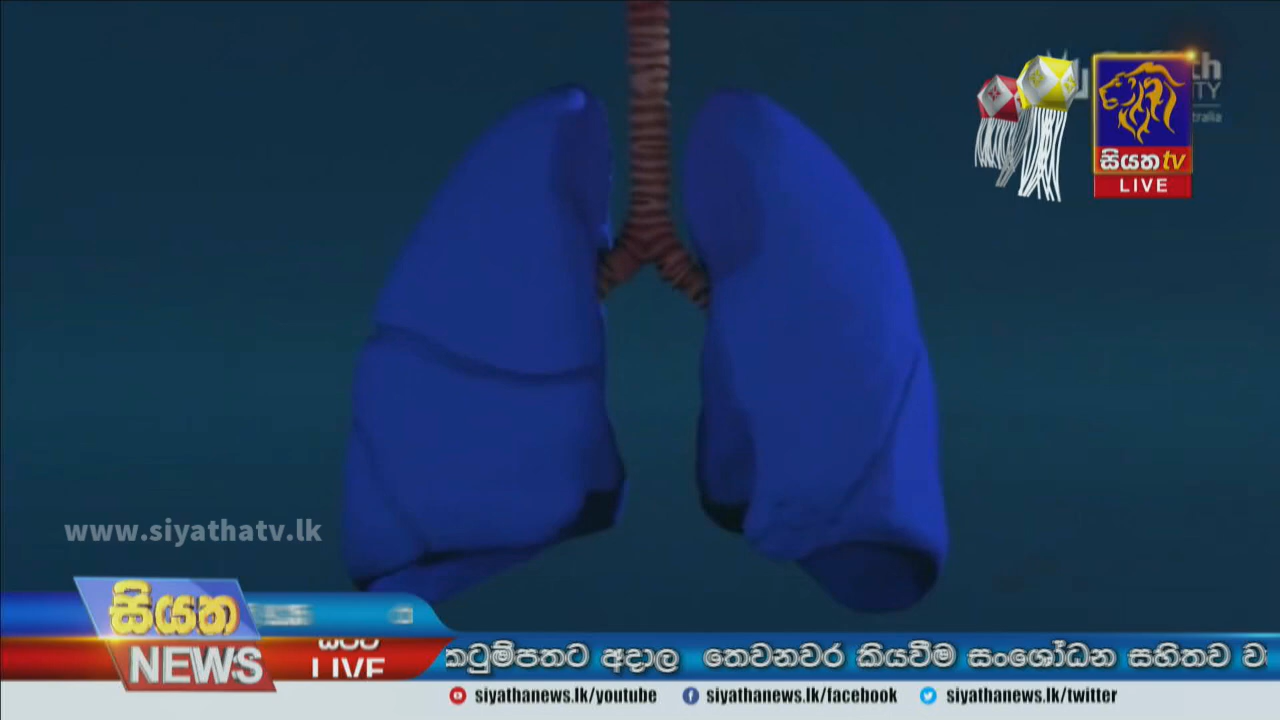 සියත tv
LIVE
www.siyathatv.lk
සියත
NEWS
LIVE
කටුම්පතට අදාල තෙවනවර කියවීම සංශෝධන සහිතව ව
siyathanews.lk/youtube
siyathanews.lk/facebook
siyathanews.lk/twitter